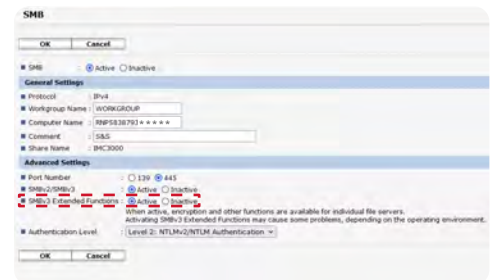 SMB
OK Cancel
SMB : Active Inactive
General Settings
Protocol : IPv4
Workgroup Name : WORKGROUP
Computer Name : RNP583879J*****
Comment : S&S
Share Name : IMC3000
Advanced Settings
Port Number : 139 445
SMBv2/SMBv3 : Active Inactive
SMBv3 Extended Functions : Active Inactive
When active, encryption and other functions are available for individual file servers.
Activating SMBv3 Extended Functions may cause some problems, depending on the operating environment.
Authentication Level : Level 2: NTLMv2/NTLM Authentication
OK Cancel